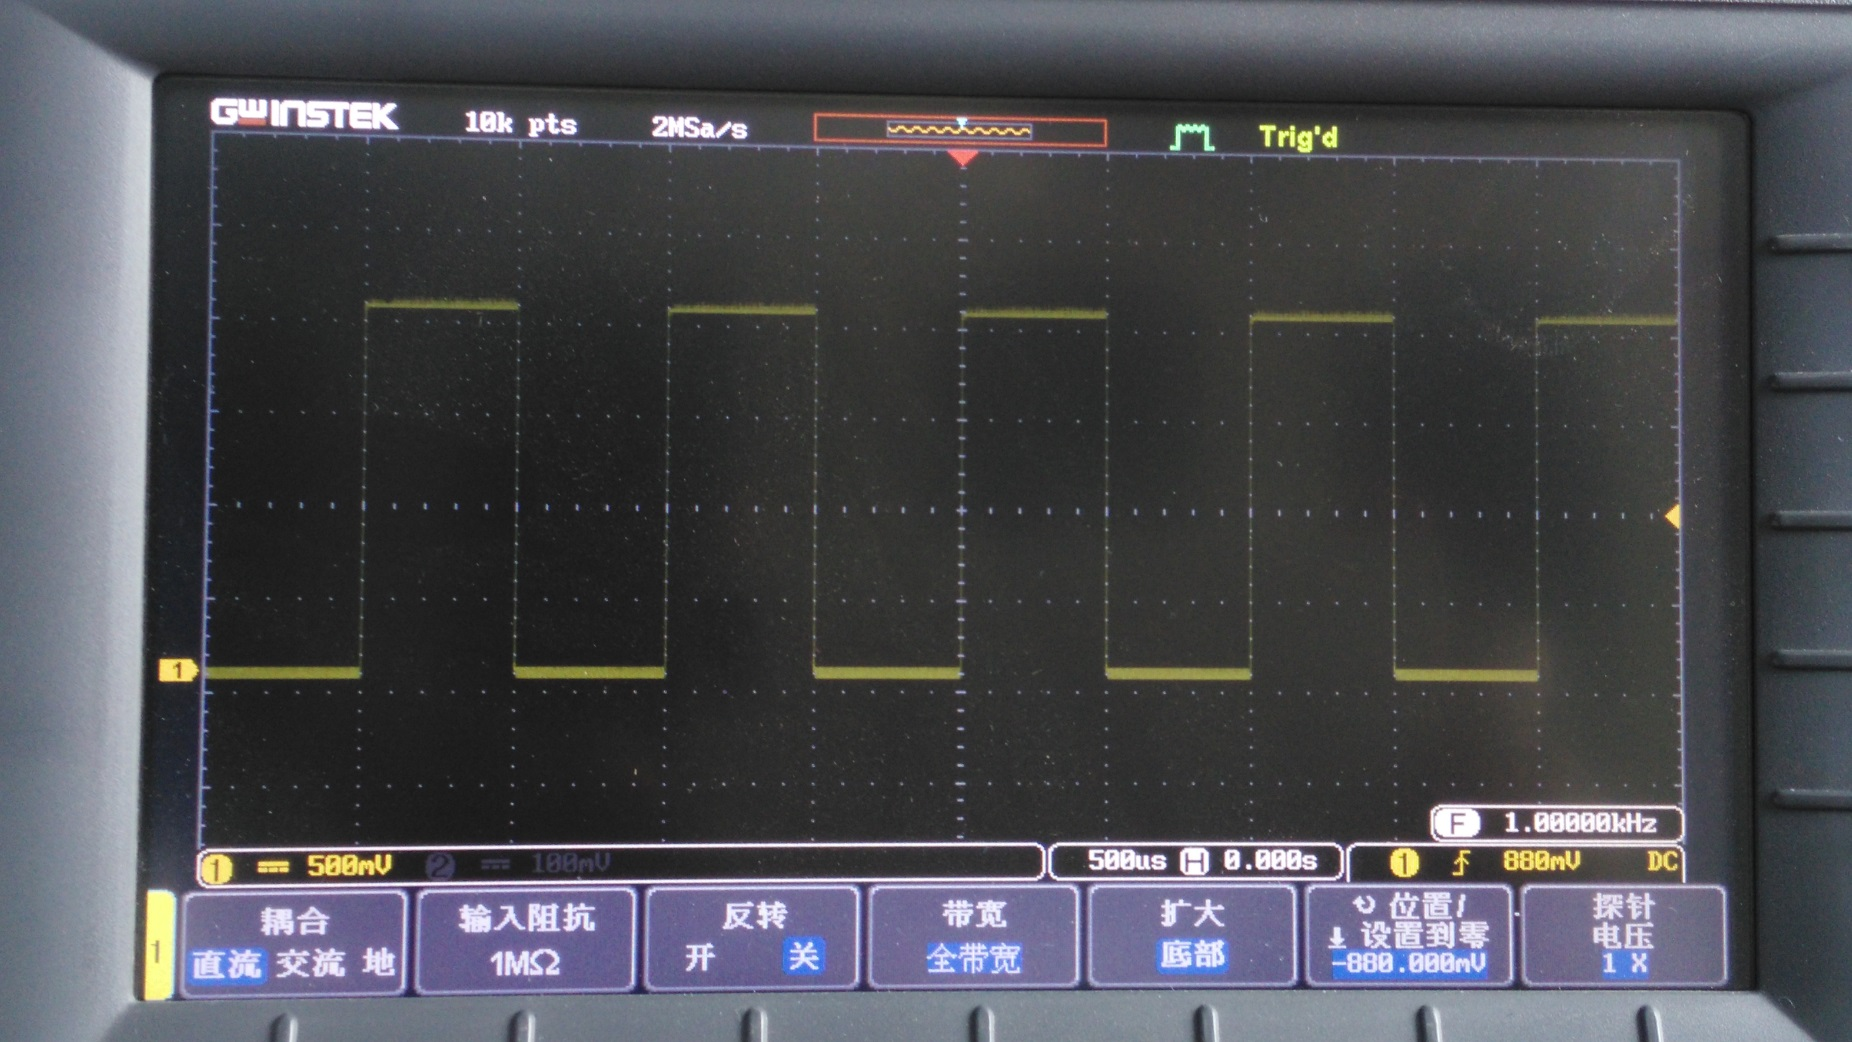 GWINSTEK 10k pts 2MSa/s Trig'd
1
F 1.00000kHz
1 500mV 2 100mV 500us H 0.000s 1 880mV DC
1
耦合
直流 交流 地
输入阻抗
1MΩ
反转
开 关
带宽
全带宽
扩大
底部
位置/
设置到零
-880.000mV
探针
电压
1 X